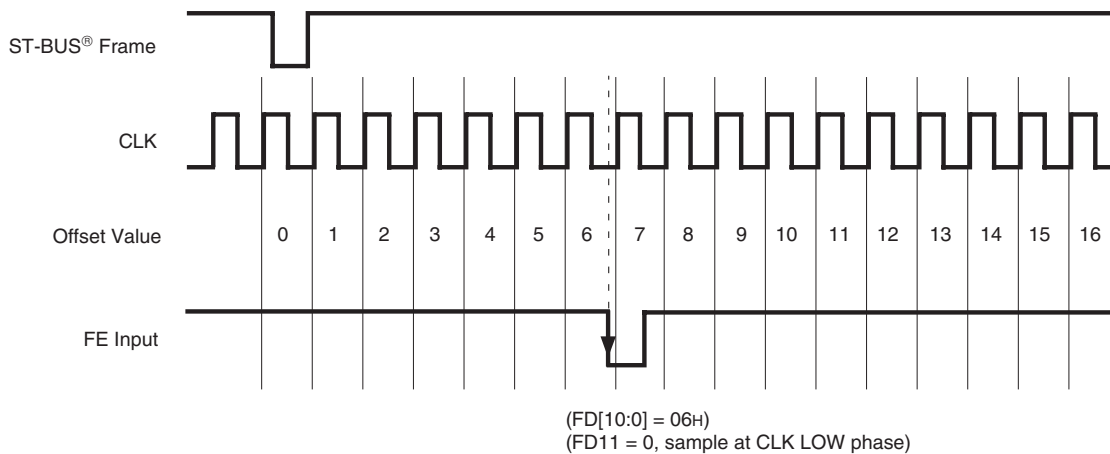 ST-BUS® Frame
CLK
Offset Value 0 1 2 3 4 5 6 7 8 9 10 11 12 13 14 15 16
FE Input
(FD[10:0] = 06H)
(FD11 = 0, sample at CLK LOW phase)